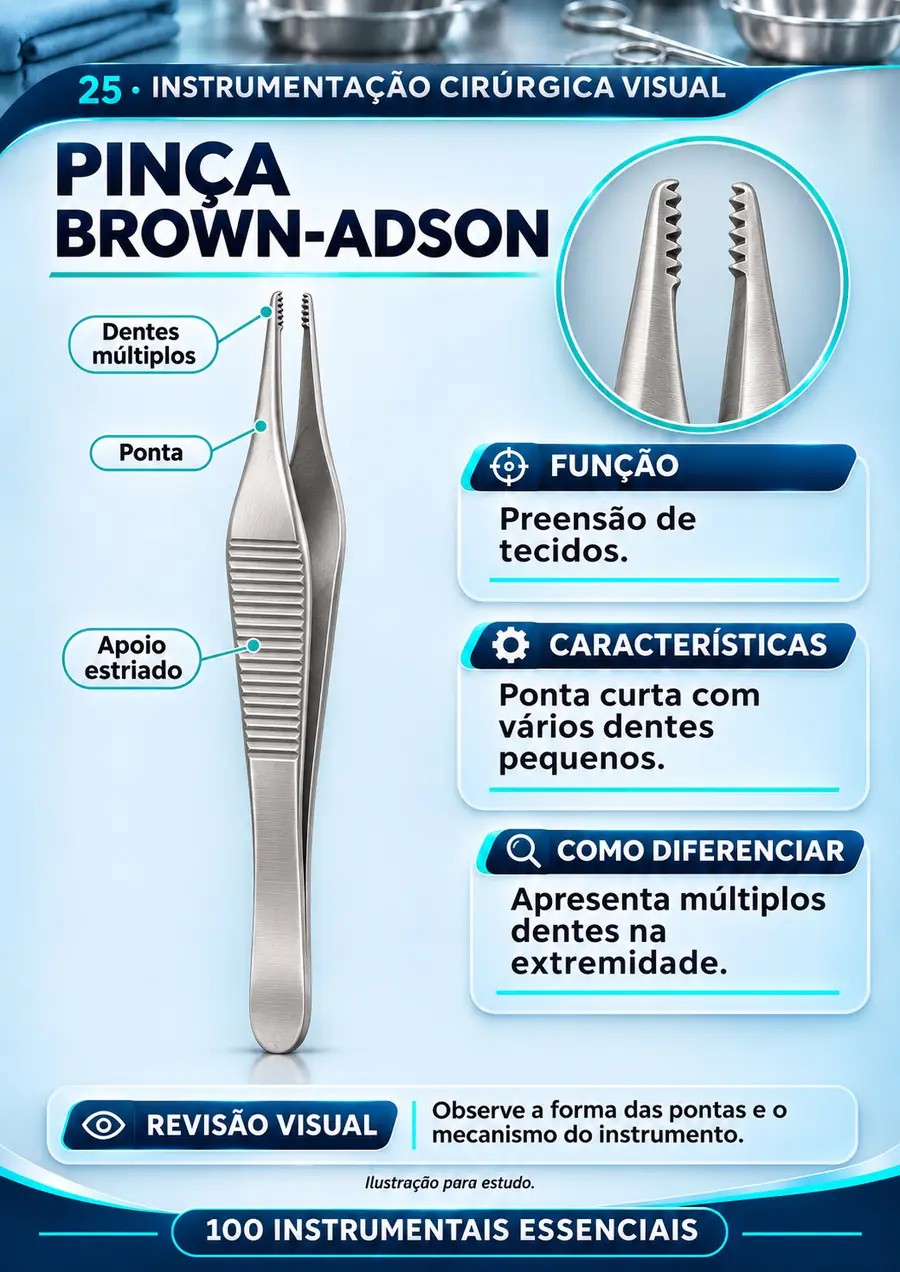 25 · INSTRUMENTAÇÃO CIRÚRGICA VISUAL
PINÇA
BROWN-ADSON
Dentes
múltiplos
Ponta
Apoio
estriado
FUNÇÃO
Preensão de
tecidos.
CARACTERÍSTICAS
Ponta curta com
vários dentes
pequenos.
COMO DIFERENCIAR
Apresenta múltiplos
dentes na
extremidade.
REVISÃO VISUAL
Observe a forma das pontas e o
mecanismo do instrumento.
Ilustração para estudo.
100 INSTRUMENTAIS ESSENCIAIS